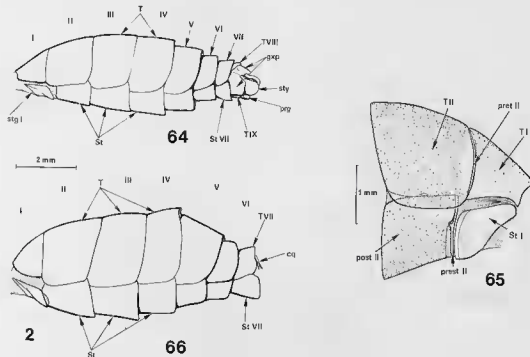 I II III T IV V VI VII TVIII gxp
stg I St St VII TIX prg sty
64
2 mm
I II T III IV V VI TVII cq
St St VII
2 66
TII pret II TI
1 mm
post II prest II St I
65